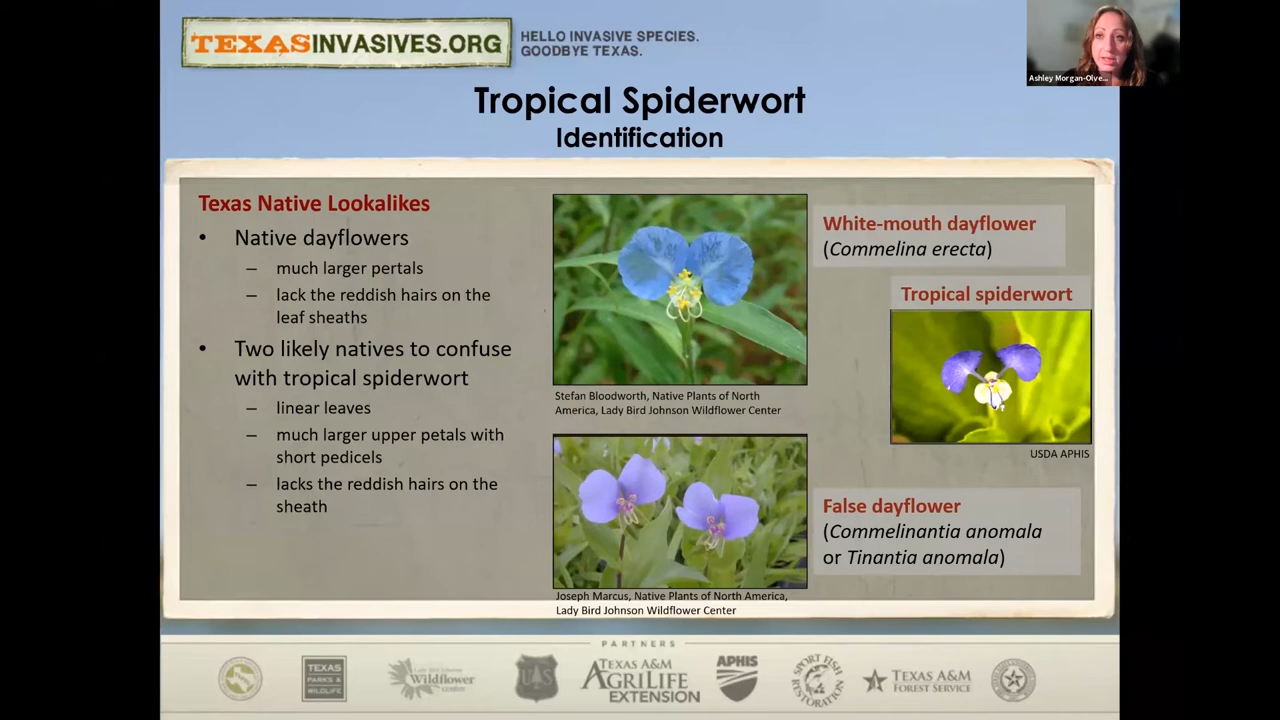 TEXASINVASIVES.ORG
HELLO INVASIVE SPECIES.
GOODBYE TEXAS.
Ashley Morgan-Olve...
Tropical Spiderwort
Identification
Texas Native Lookalikes
• Native dayflowers
– much larger pertals
– lack the reddish hairs on the
leaf sheaths
• Two likely natives to confuse
with tropical spiderwort
– linear leaves
– much larger upper petals with
short pedicels
– lacks the reddish hairs on the
sheath
Stefan Bloodworth, Native Plants of North
America, Lady Bird Johnson Wildflower Center
Joseph Marcus, Native Plants of North America,
Lady Bird Johnson Wildflower Center
White-mouth dayflower
(Commelina erecta)
Tropical spiderwort
USDA APHIS
False dayflower
(Commelinantia anomala
or Tinantia anomala)
PARTNERS
TEXAS
PARKS &
WILDLIFE
Wildflower
center
UAS
TEXAS A&M
AGRILIFE
EXTENSION
APHIS
SPORT FISH
RESTORATION
TEXAS A&M
FOREST SERVICE